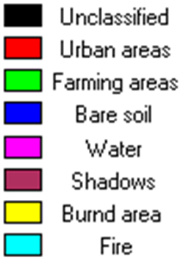 Unclassified
Urban areas
Farming areas
Bare soil
Water
Shadows
Burnd area
Fire